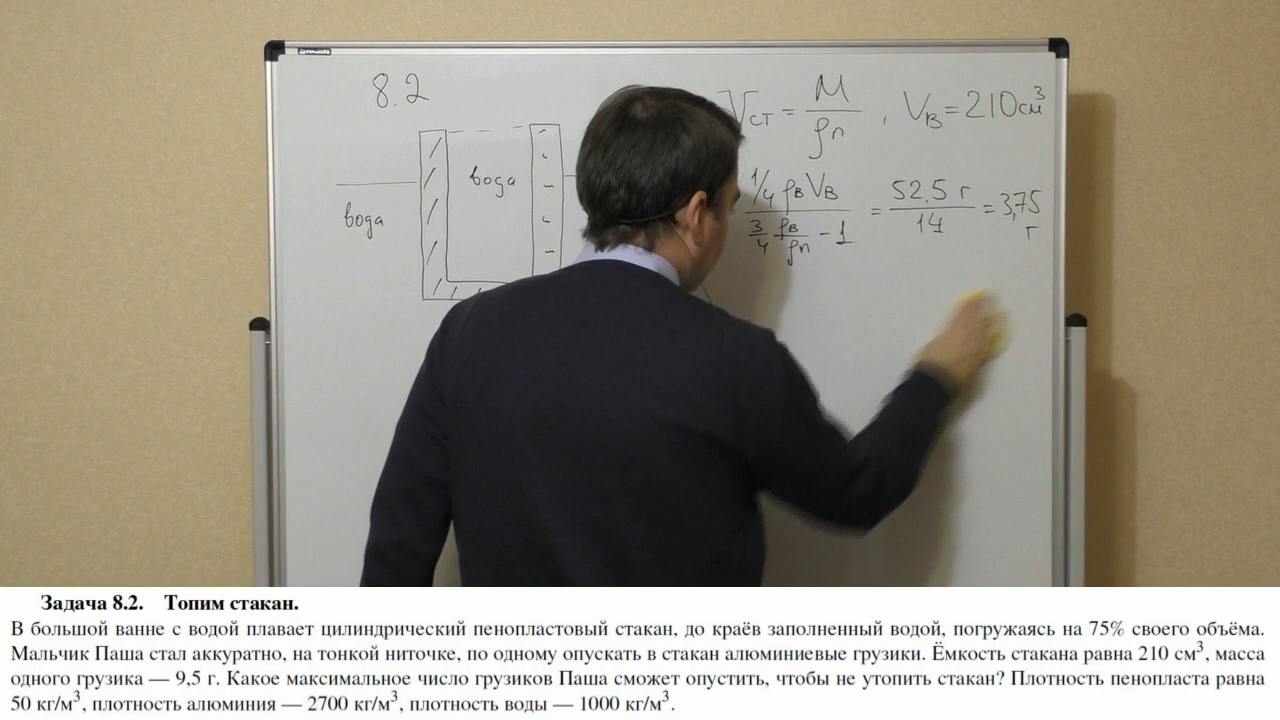 8.2
V_ст = M/ρ_п , V_в = 210 см³
вода
вода
(1/4 ρ_в V_в)/(3/4 ρ_в/ρ_п − 1) = 52,5 г/14 = 3,75 г
Задача 8.2. Топим стакан.
В большой ванне с водой плавает цилиндрический пенопластовый стакан, до краёв заполненный водой, погружаясь на 75% своего объёма.
Мальчик Паша стал аккуратно, на тонкой ниточке, по одному опускать в стакан алюминиевые грузики. Ёмкость стакана равна 210 см³, масса
одного грузика — 9,5 г. Какое максимальное число грузиков Паша сможет опустить, чтобы не утопить стакан? Плотность пенопласта равна
50 кг/м³, плотность алюминия — 2700 кг/м³, плотность воды — 1000 кг/м³.